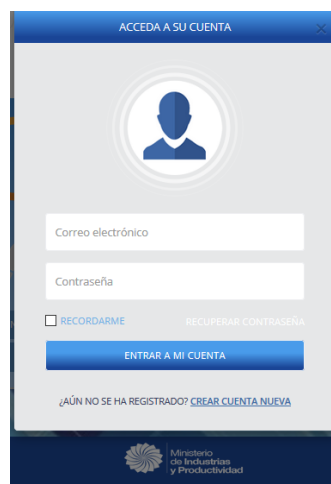 ACCEDA A SU CUENTA
Correo electrónico
Contraseña
RECORDARME
RECUPERAR CONTRASEÑA
ENTRAR A MI CUENTA
¿AÚN NO SE HA REGISTRADO? CREAR CUENTA NUEVA
Ministerio
de Industrias
y Productividad